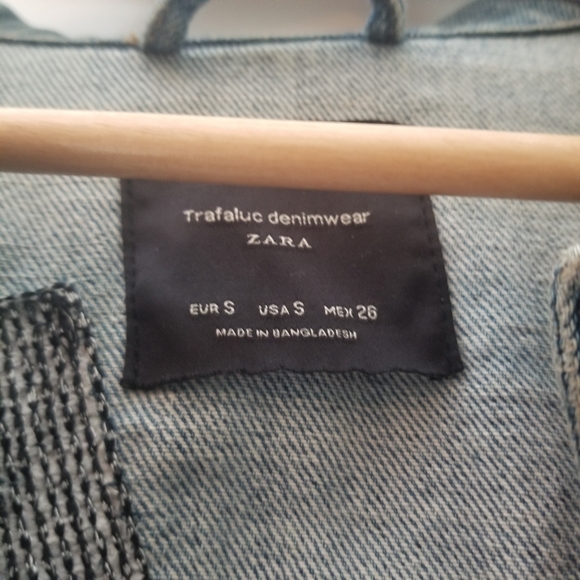 Trafaluc denimwear
ZARA
EUR S USA S MEX 26
MADE IN BANGLADESH